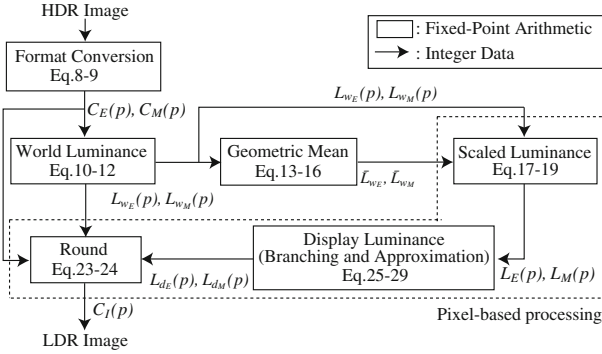 HDR Image
Format Conversion
Eq.8-9
: Fixed-Point Arithmetic
: Integer Data
C_E(p), C_M(p)
L_{w_E}(p), L_{w_M}(p)
World Luminance
Eq.10-12
Geometric Mean
Eq.13-16
Scaled Luminance
Eq.17-19
L_{w_E}(p), L_{w_M}(p)
L̄_{w_E}, L̄_{w_M}
Round
Eq.23-24
Display Luminance
(Branching and Approximation)
Eq.25-29
L_{d_E}(p), L_{d_M}(p)
L_E(p), L_M(p)
C_I(p)
Pixel-based processing
LDR Image